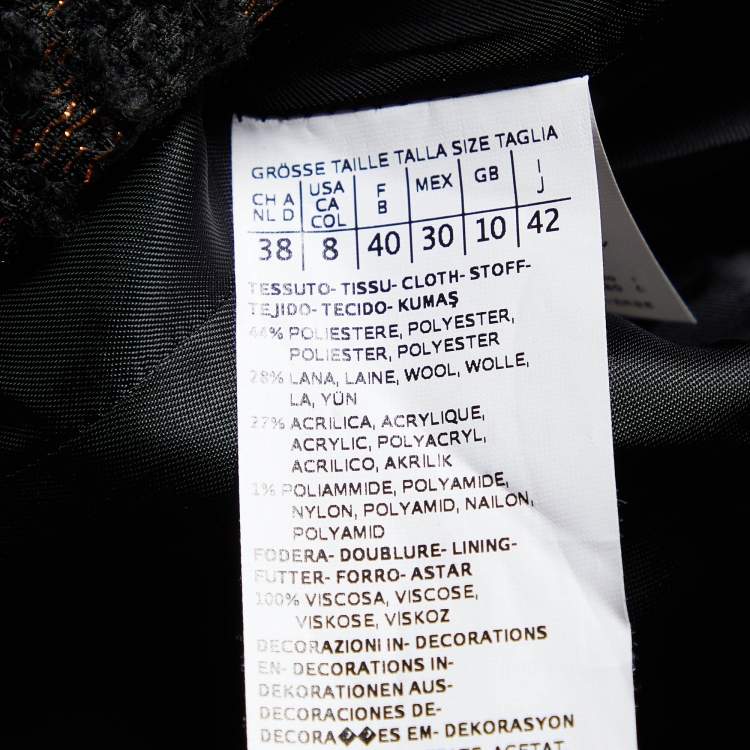 GRÖSSE TAILLE TALLA SIZE TAGLIA
CH A NL D USA CA COL F B MEX GB I J
38 8 40 30 10 42
TESSUTO- TISSU- CLOTH- STOFF-
TEJIDO- TECIDO- KUMAŞ
44% POLIESTERE, POLYESTER,
POLIESTER, POLYESTER
28% LANA, LAINE, WOOL, WOLLE,
LA, YÜN
27% ACRILICA, ACRYLIQUE,
ACRYLIC, POLYACRYL,
ACRILICO, AKRILIK
1% POLIAMMIDE, POLYAMIDE,
NYLON, POLYAMID, NAILON,
POLYAMID
FODERA- DOUBLURE- LINING-
FUTTER- FORRO- ASTAR
100% VISCOSA, VISCOSE,
VISKOSE, VISKOZ
DECORAZIONI IN- DECORATIONS
EN- DECORATIONS IN-
DEKORATIONEN AUS-
DECORACIONES DE-
DECORA��ES EM- DEKORASYON
ACETAT